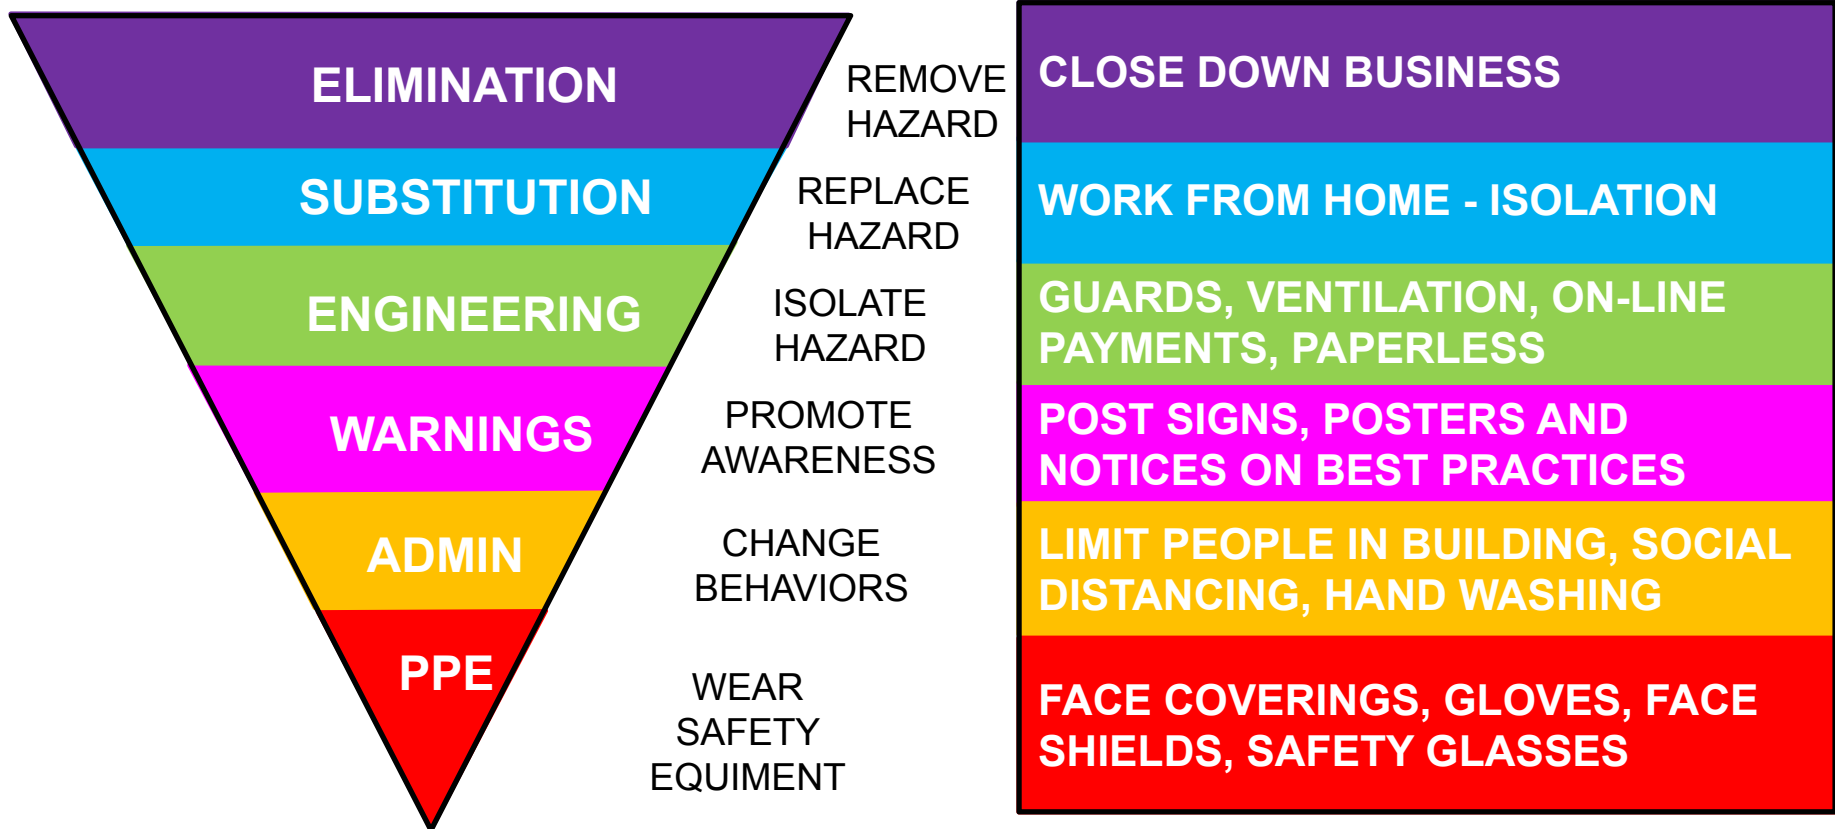 ELIMINATION
REMOVE
HAZARD
CLOSE DOWN BUSINESS
SUBSTITUTION
REPLACE
HAZARD
WORK FROM HOME - ISOLATION
ENGINEERING
ISOLATE
HAZARD
GUARDS, VENTILATION, ON-LINE
PAYMENTS, PAPERLESS
WARNINGS
PROMOTE
AWARENESS
POST SIGNS, POSTERS AND
NOTICES ON BEST PRACTICES
ADMIN
CHANGE
BEHAVIORS
LIMIT PEOPLE IN BUILDING, SOCIAL
DISTANCING, HAND WASHING
PPE
WEAR
SAFETY
EQUIMENT
FACE COVERINGS, GLOVES, FACE
SHIELDS, SAFETY GLASSES